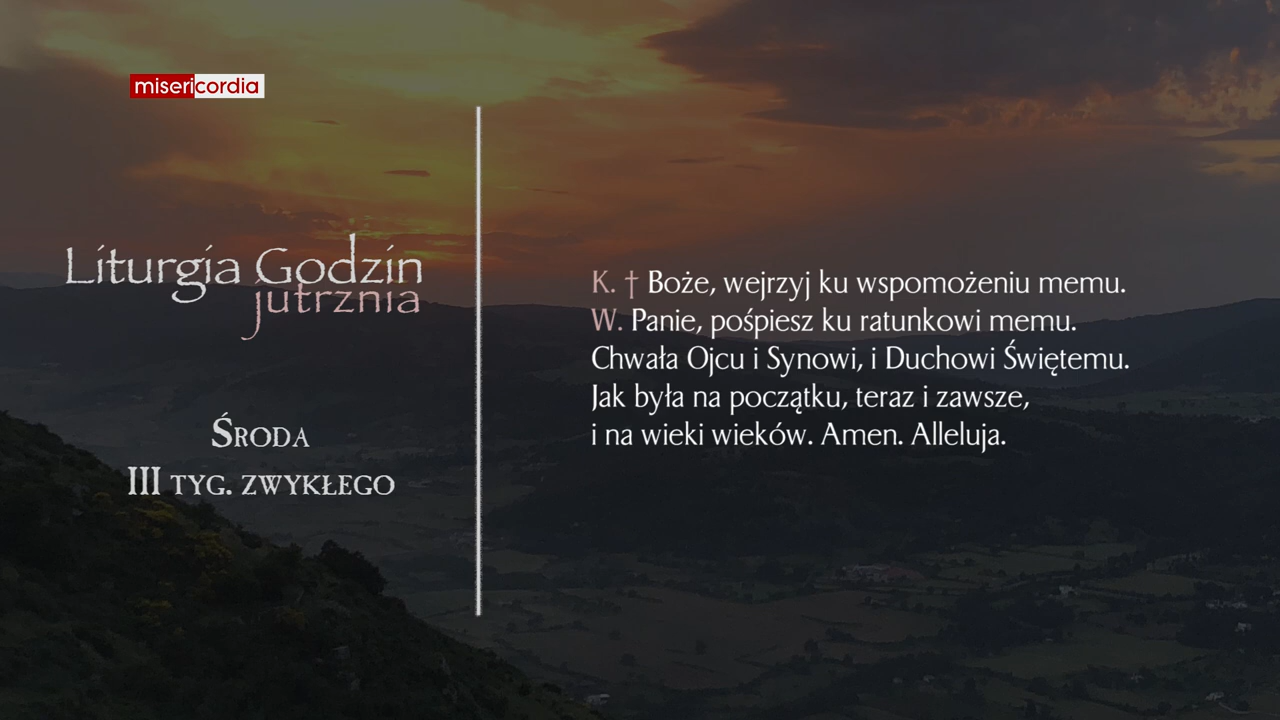 misericordia
Liturgia Godzin
jutrznia
Środa
III tyg. zwykłego
K. † Boże, wejrzyj ku wspomożeniu memu.
W. Panie, pośpiesz ku ratunkowi memu.
Chwała Ojcu i Synowi, i Duchowi Świętemu.
Jak była na początku, teraz i zawsze,
i na wieki wieków. Amen. Alleluja.